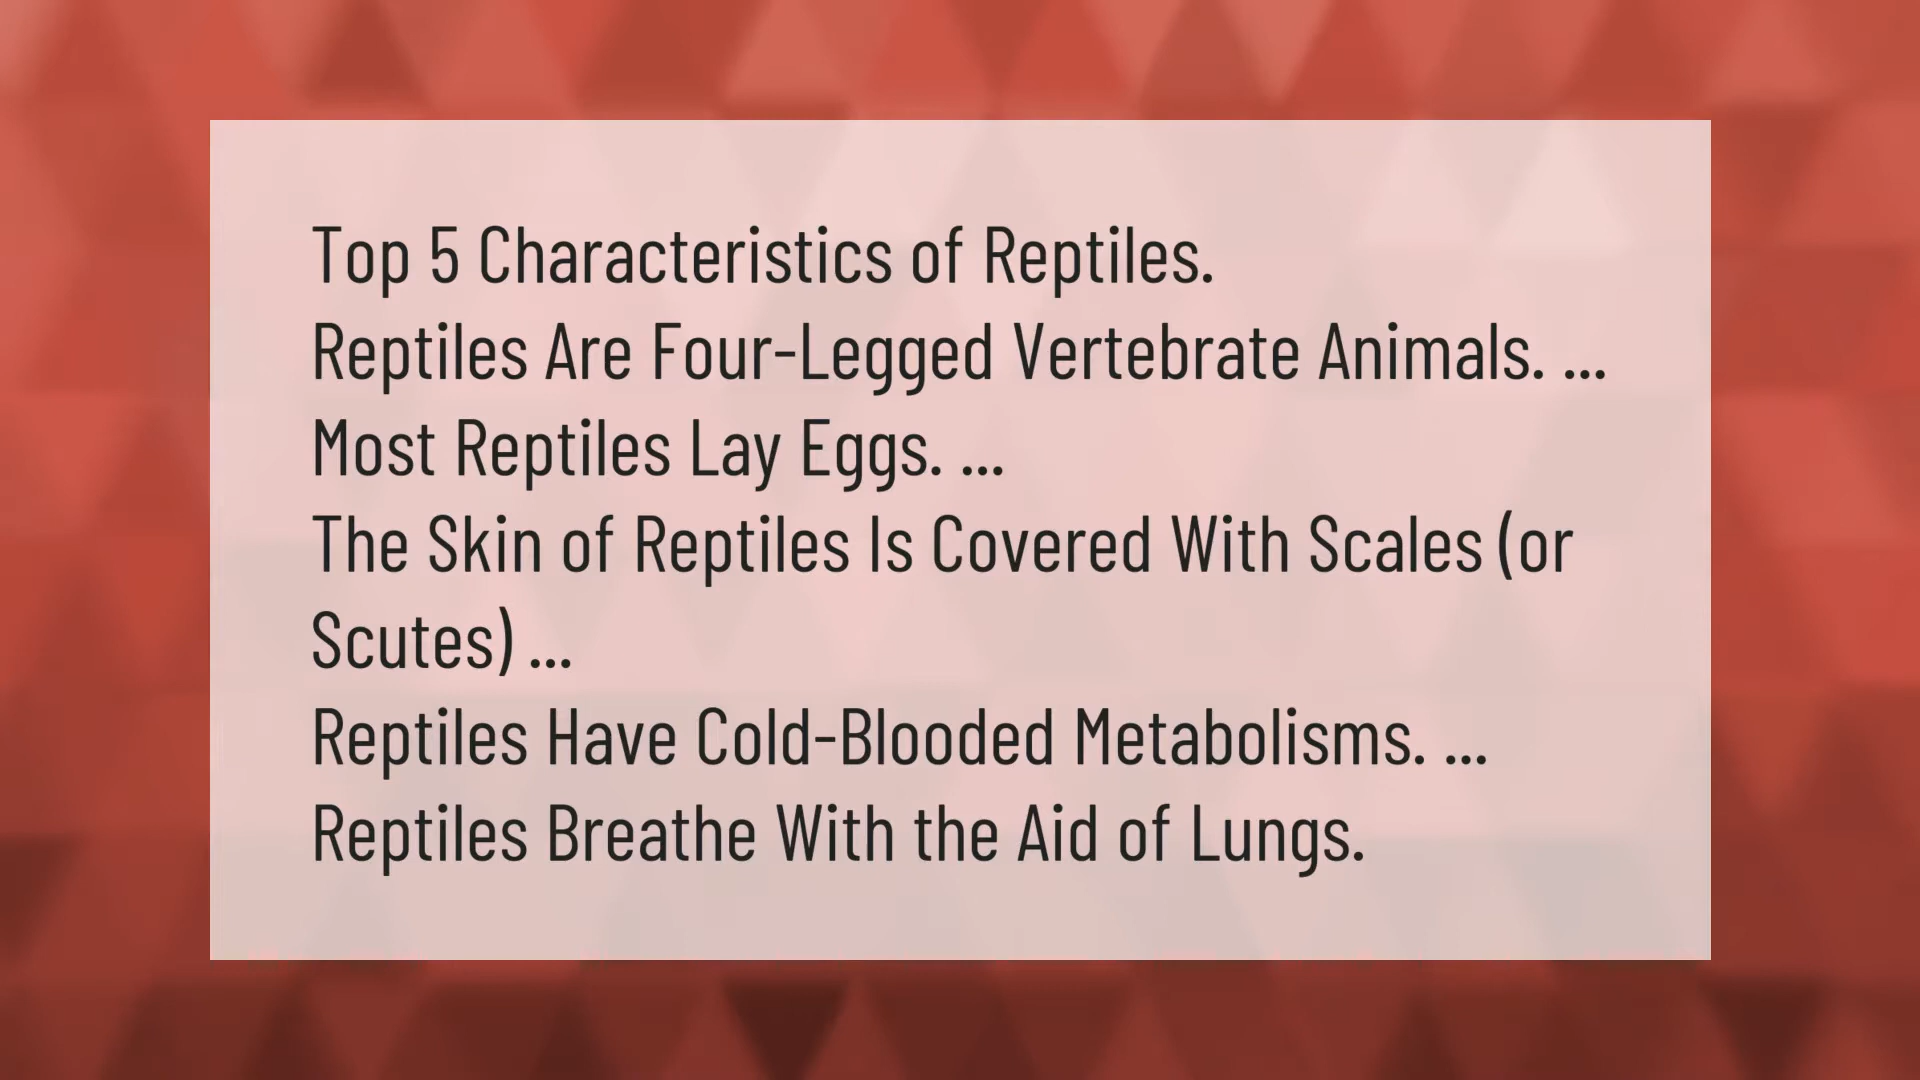 Top 5 Characteristics of Reptiles.
Reptiles Are Four-Legged Vertebrate Animals. ...
Most Reptiles Lay Eggs. ...
The Skin of Reptiles Is Covered With Scales (or
Scutes) ...
Reptiles Have Cold-Blooded Metabolisms. ...
Reptiles Breathe With the Aid of Lungs.